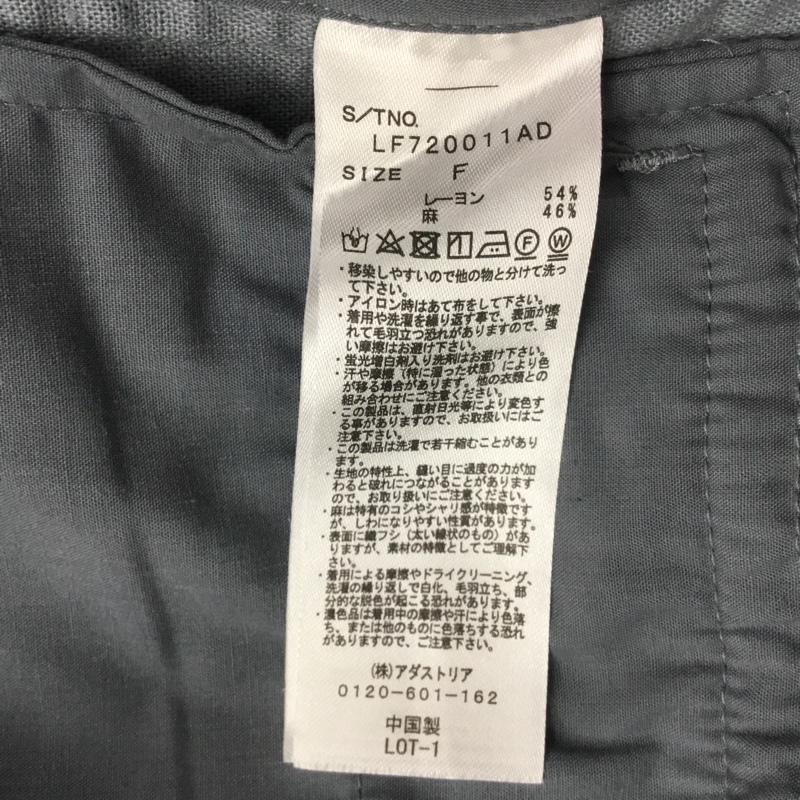 S/TNO.
LF720011AD
SIZE F
レーヨン 54%
麻 46%
F W
・移染しやすいので他の物と分けて洗っ
て下さい。
・アイロン時はあて布をして下さい。
・着用や洗濯を繰り返す事で、表面が擦
れて毛羽立つ恐れがありますので、強
い摩擦はお避け下さい。
・蛍光増白剤入り洗剤はお避け下さい。
・汗や摩擦（特に湿った状態）により色
が移る場合があります。他の衣類との
組み合わせにご注意ください。
・この製品は、直射日光等により変色す
る事がありますので、お取扱いにはご
注意下さい。
・この製品は洗濯で若干縮むことがあり
ます。
・生地の特性上、縫い目に過度の力が加
わると破れにつながることがあります
ので、お取り扱いにご注意ください。
・麻は特有のコシやシャリ感が特徴です
が、しわになりやすい性質があります。
・表面に織フシ（太い線状のもの）があ
りますが、素材の特徴としてご理解下
さい。
・着用による摩擦やドライクリーニング、
洗濯の繰り返しで白化、毛羽立ち、部
分的な脱色が起こる恐れがあります。
・濃色品は着用中の摩擦や汗により色落
ち、または他のものに色落ちする恐れ
がありますので、ご注意下さい。
（株）アダストリア
0120-601-162
中国製
LOT-1